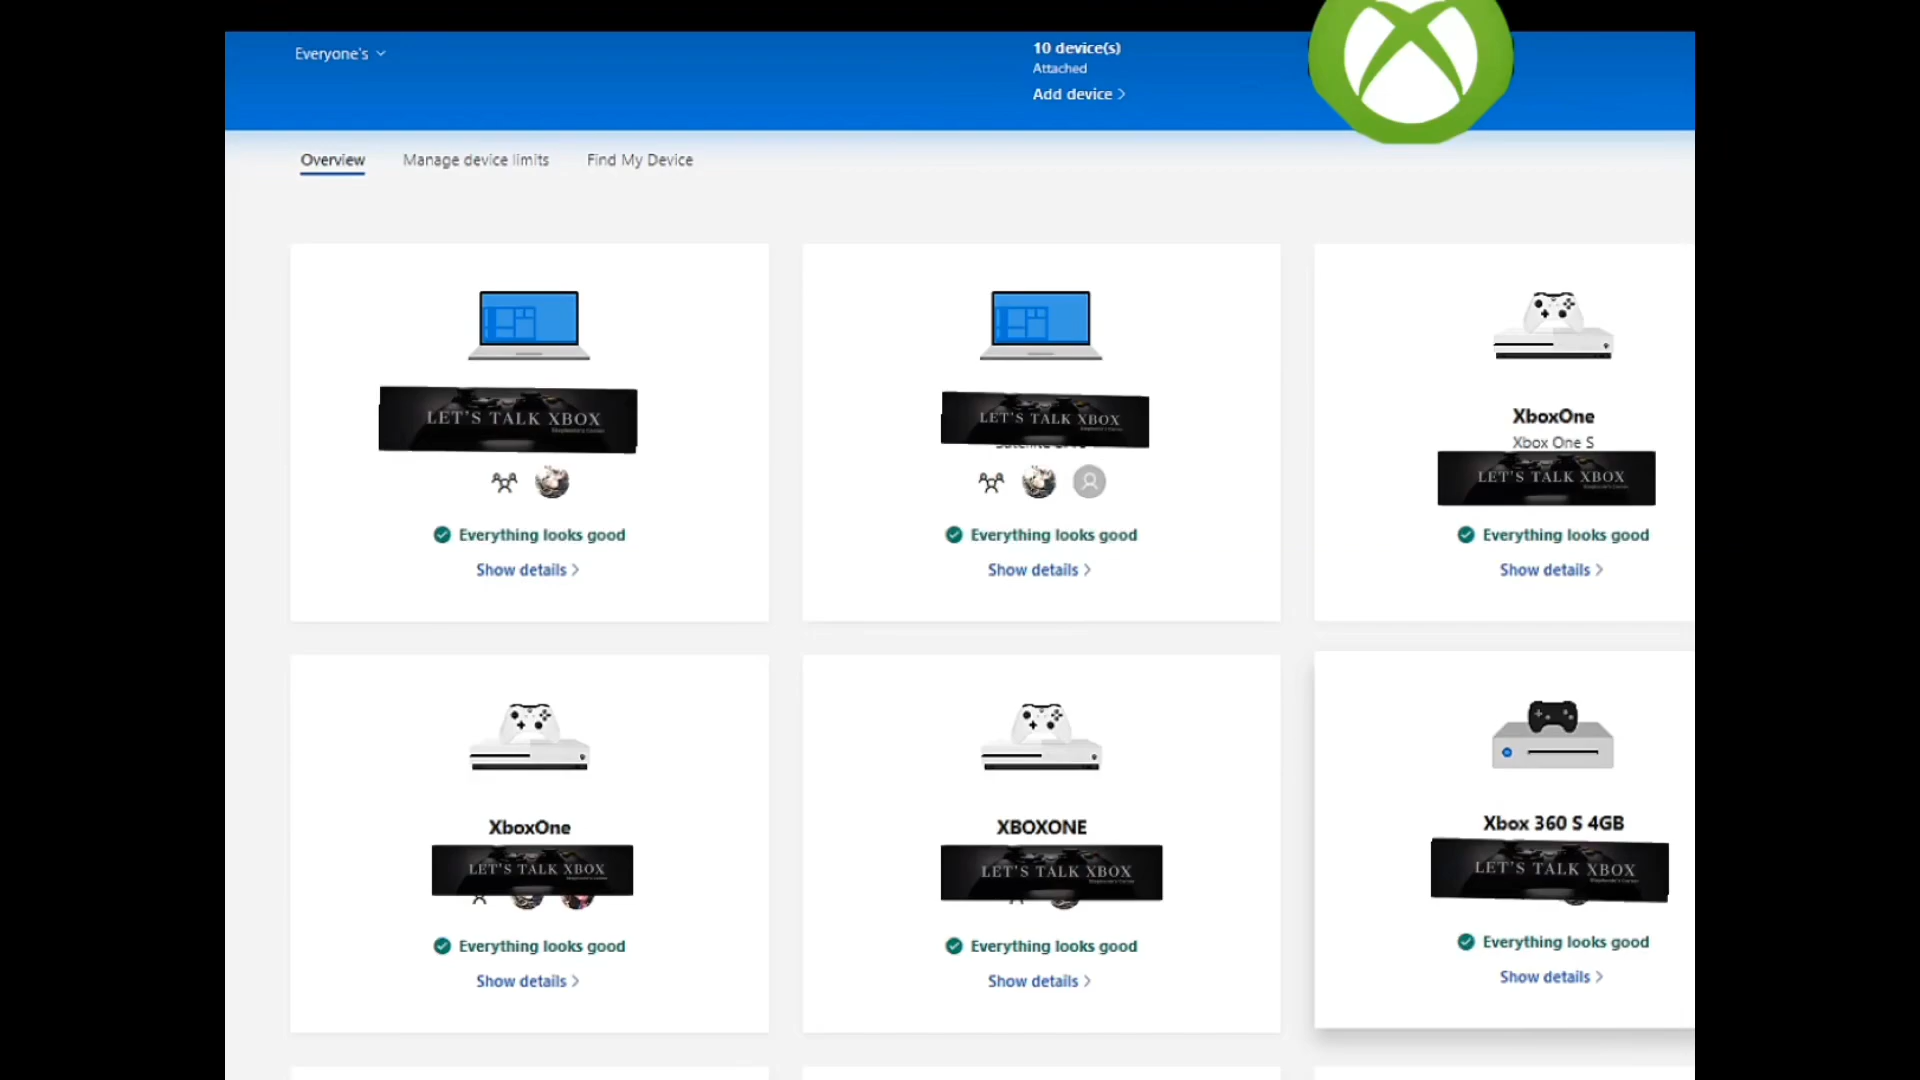 Everyone's
10 device(s)
Attached
Add device
Overview
Manage device limits
Find My Device
LET'S TALK XBOX
Everything looks good
Show details
LET'S TALK XBOX
Everything looks good
Show details
XboxOne
Xbox One S
LET'S TALK XBOX
Everything looks good
Show details
XboxOne
LET'S TALK XBOX
Everything looks good
Show details
XBOXONE
LET'S TALK XBOX
Everything looks good
Show details
Xbox 360 S 4GB
LET'S TALK XBOX
Everything looks good
Show details